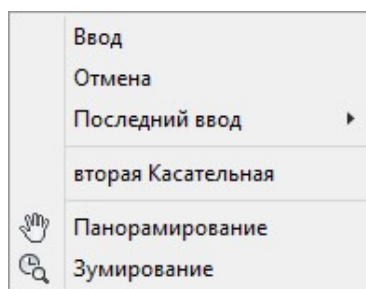 Ввод
Отмена
Последний ввод
вторая Касательная
Панорамирование
Зумирование